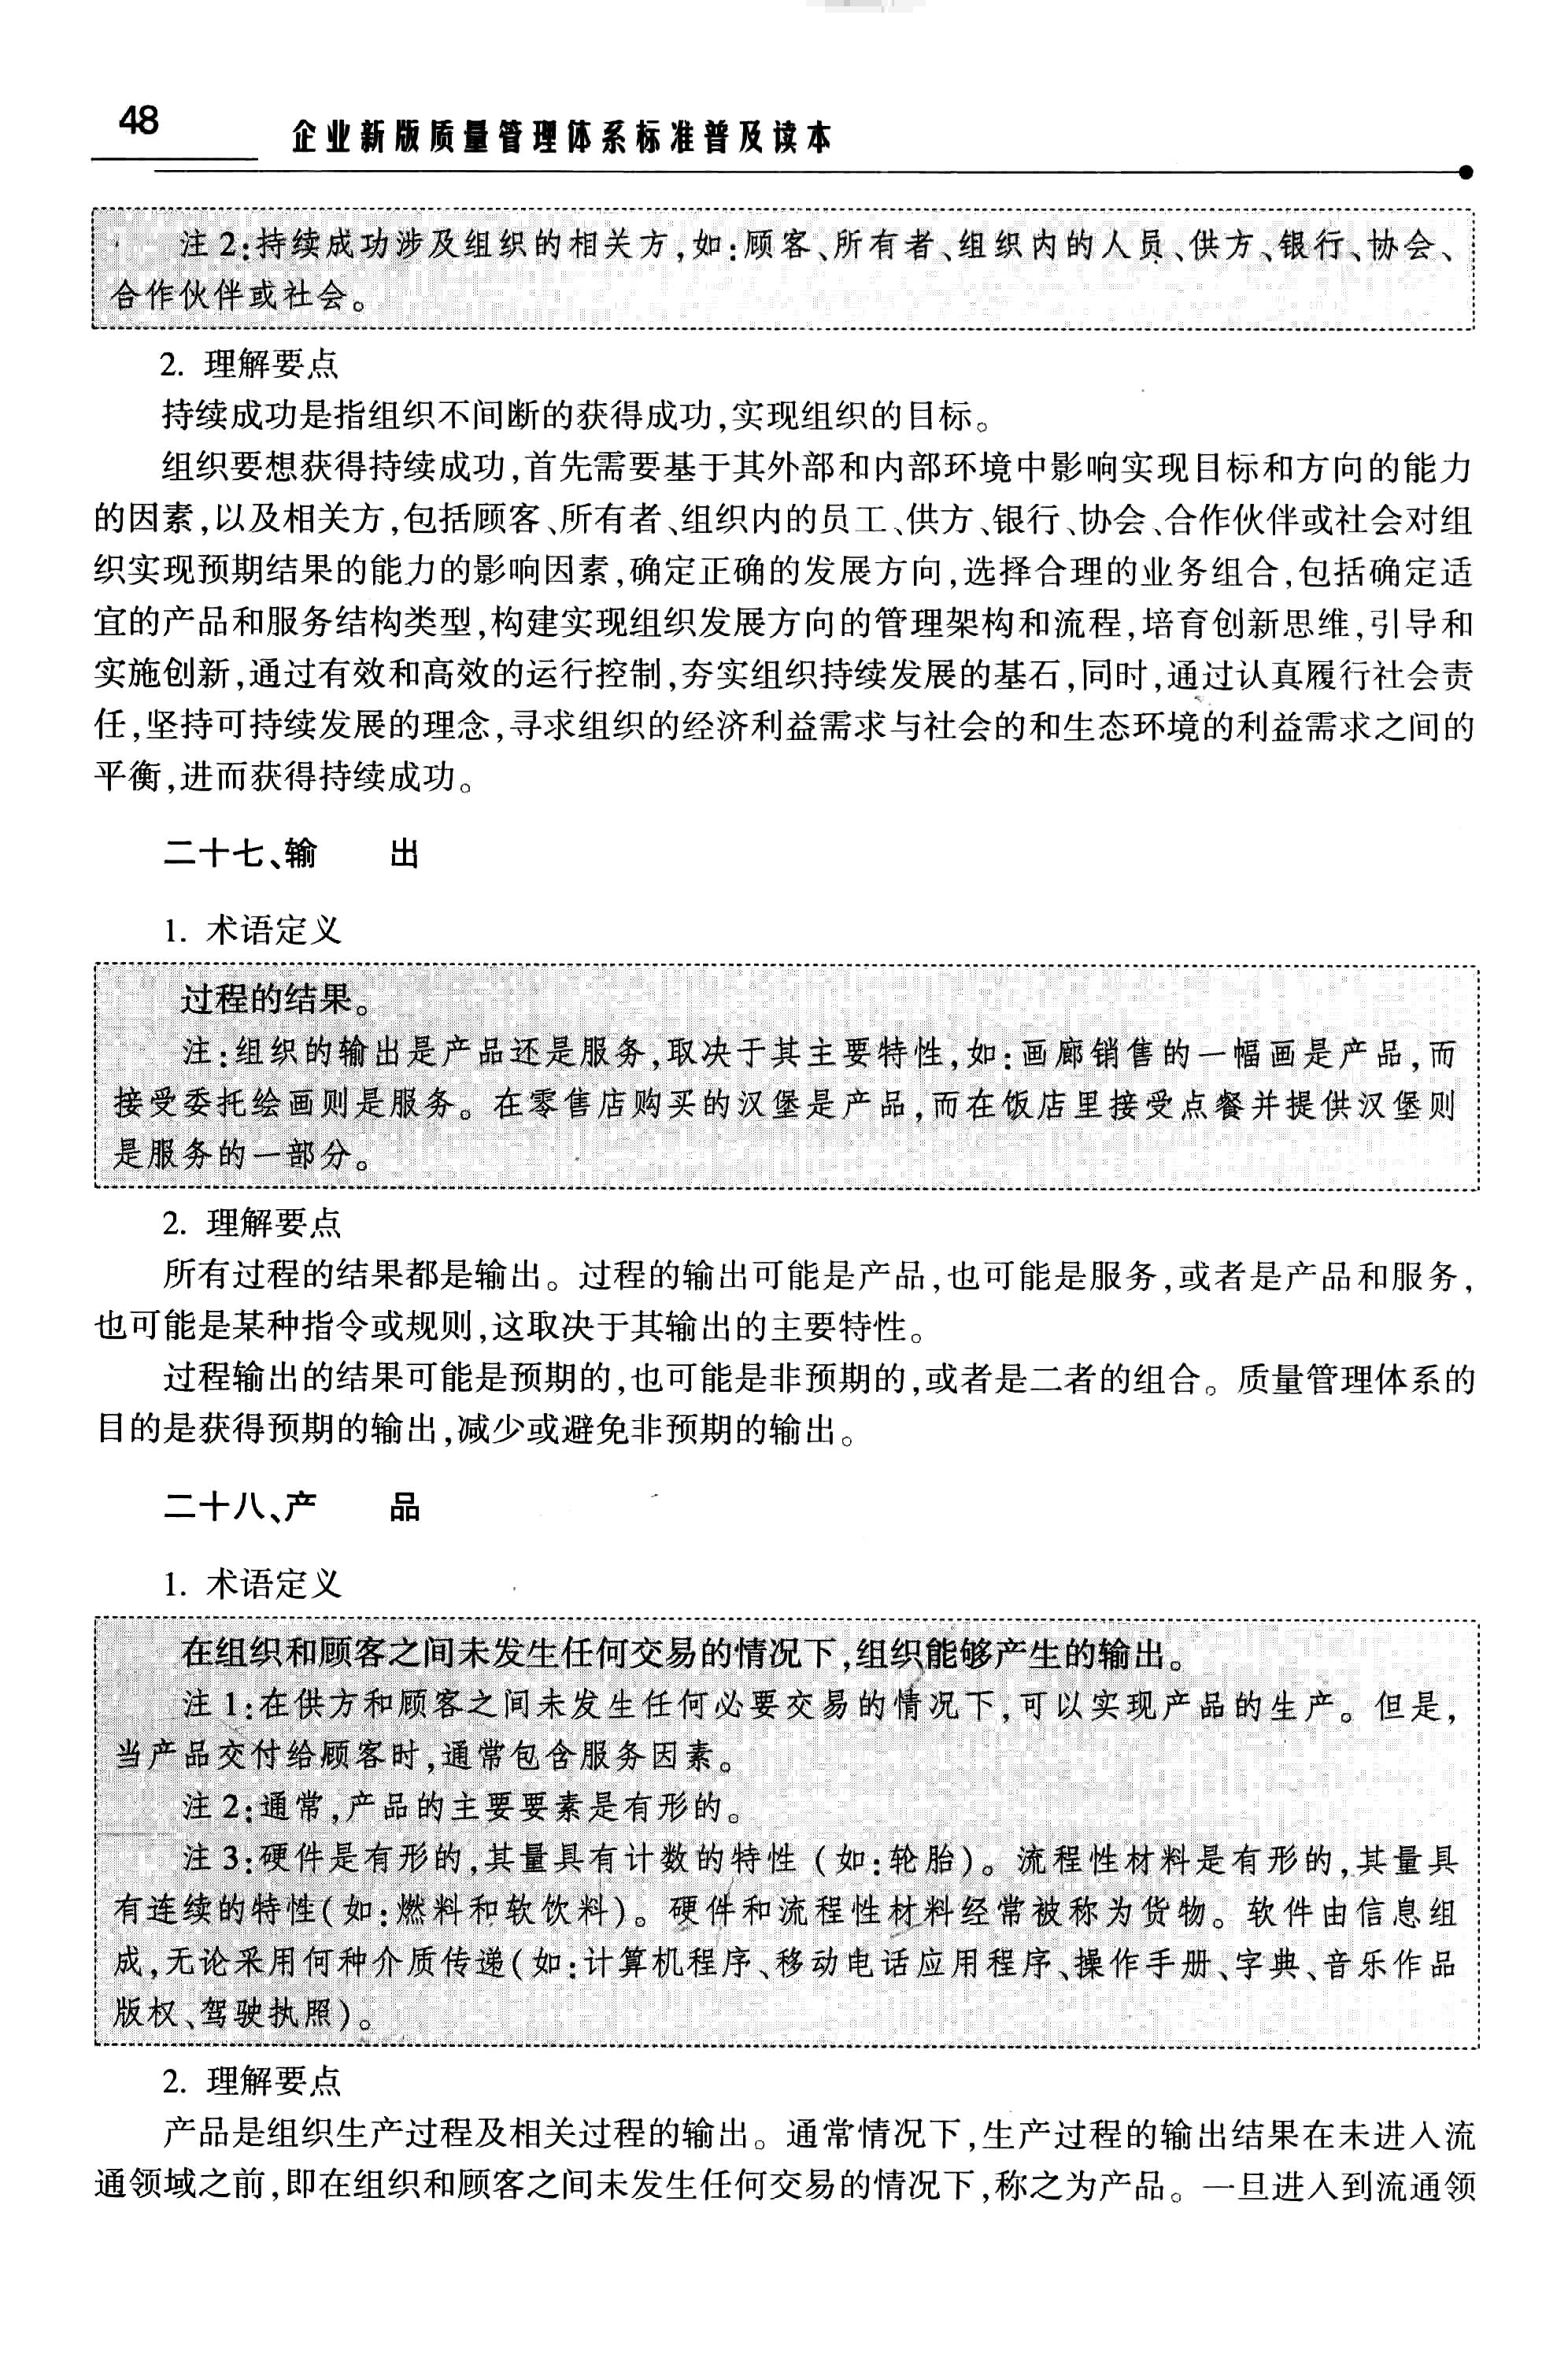 48
企业新版质量管理体系标准普及读本
注2:持续成功涉及组织的相关方,如:顾客、所有者、组织内的人员、供方、银行、协会、
合作伙伴或社会。
2. 理解要点
持续成功是指组织不间断的获得成功,实现组织的目标。
组织要想获得持续成功,首先需要基于其外部和内部环境中影响实现目标和方向的能力
的因素,以及相关方,包括顾客、所有者、组织内的员工、供方、银行、协会、合作伙伴或社会对组
织实现预期结果的能力的影响因素,确定正确的发展方向,选择合理的业务组合,包括确定适
宜的产品和服务结构类型,构建实现组织发展方向的管理架构和流程,培育创新思维,引导和
实施创新,通过有效和高效的运行控制,夯实组织持续发展的基石,同时,通过认真履行社会责
任,坚持可持续发展的理念,寻求组织的经济利益需求与社会的和生态环境的利益需求之间的
平衡,进而获得持续成功。
二十七、输 出
1. 术语定义
过程的结果。
注:组织的输出是产品还是服务,取决于其主要特性,如:画廊销售的一幅画是产品,而
接受委托绘画则是服务。在零售店购买的汉堡是产品,而在饭店里接受点餐并提供汉堡则
是服务的一部分。
2. 理解要点
所有过程的结果都是输出。过程的输出可能是产品,也可能是服务,或者是产品和服务,
也可能是某种指令或规则,这取决于其输出的主要特性。
过程输出的结果可能是预期的,也可能是非预期的,或者是二者的组合。质量管理体系的
目的是获得预期的输出,减少或避免非预期的输出。
二十八、产 品
1. 术语定义
在组织和顾客之间未发生任何交易的情况下,组织能够产生的输出。
注1:在供方和顾客之间未发生任何必要交易的情况下,可以实现产品的生产。但是,
当产品交付给顾客时,通常包含服务因素。
注2:通常,产品的主要要素是有形的。
注3:硬件是有形的,其量具有计数的特性(如:轮胎)。流程性材料是有形的,其量具
有连续的特性(如:燃料和软饮料)。硬件和流程性材料经常被称为货物。软件由信息组
成,无论采用何种介质传递(如:计算机程序、移动电话应用程序、操作手册、字典、音乐作品
版权、驾驶执照)。
2. 理解要点
产品是组织生产过程及相关过程的输出。通常情况下,生产过程的输出结果在未进入流
通领域之前,即在组织和顾客之间未发生任何交易的情况下,称之为产品。一旦进入到流通领